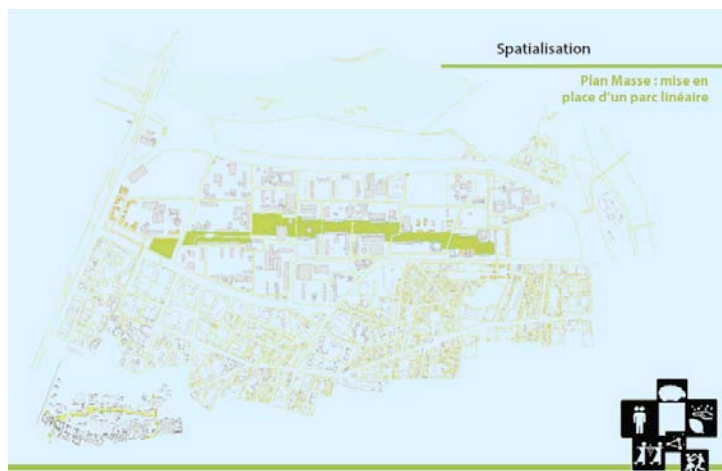 Spatialisation
Plan Masse : mise en
place d'un parc linéaire